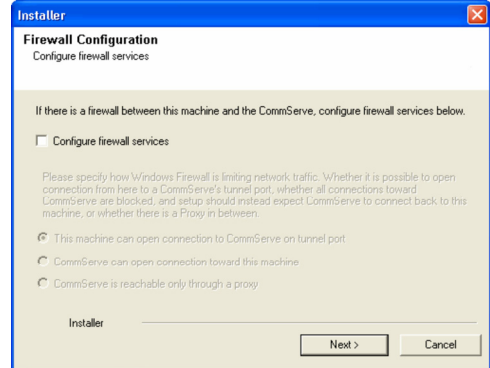 Installer
Firewall Configuration
Configure firewall services
If there is a firewall between this machine and the CommServe, configure firewall services below.
Configure firewall services
Please specify how Windows Firewall is limiting network traffic. Whether it is possible to open
connection from here to a CommServe's tunnel port, whether all connections toward
CommServe are blocked, and setup should instead expect CommServe to connect back to this
machine, or whether there is a Proxy in between.
This machine can open connection to CommServe on tunnel port
CommServe can open connection toward this machine
CommServe is reachable only through a proxy
Installer
Next >
Cancel